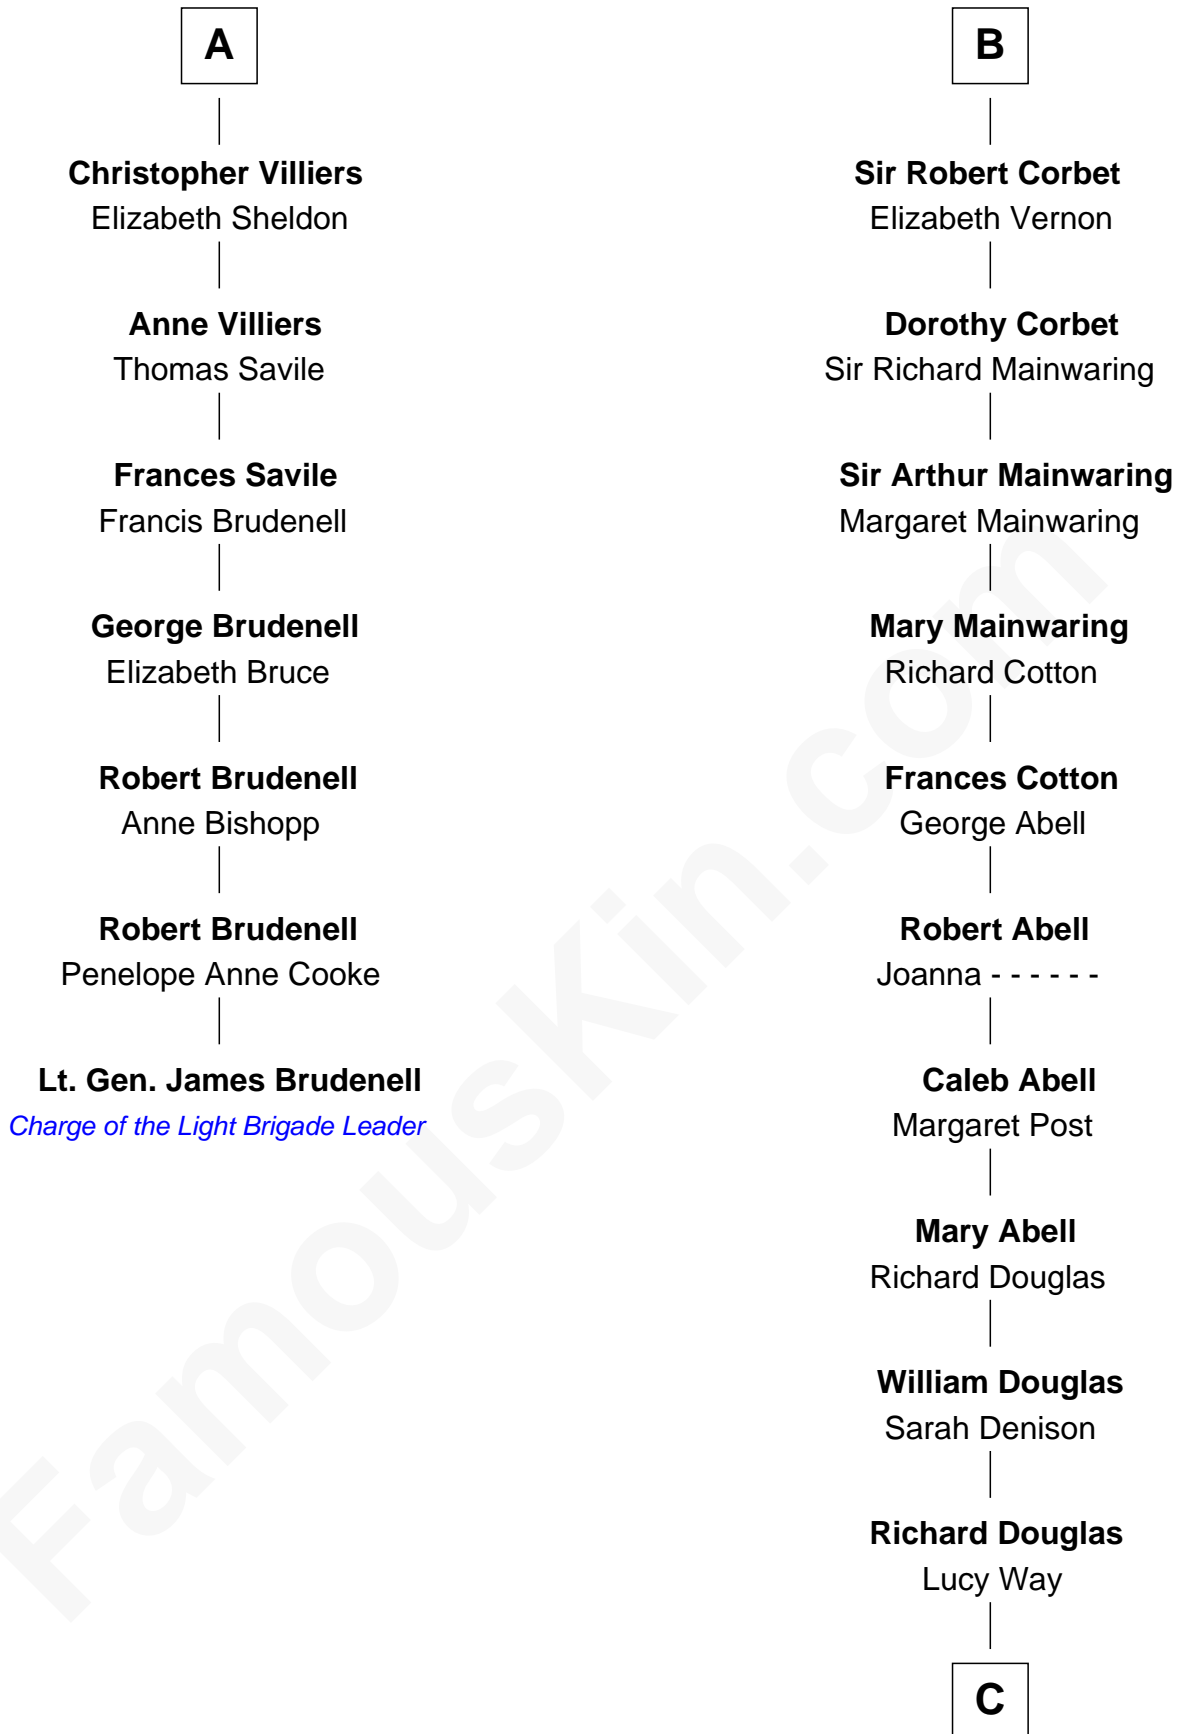 A
Christopher Villiers
Elizabeth Sheldon
Anne Villiers
Thomas Savile
Frances Savile
Francis Brudenell
George Brudenell
Elizabeth Bruce
Robert Brudenell
Anne Bishopp
Robert Brudenell
Penelope Anne Cooke
Lt. Gen. James Brudenell
Charge of the Light Brigade Leader
B
Sir Robert Corbet
Elizabeth Vernon
Dorothy Corbet
Sir Richard Mainwaring
Sir Arthur Mainwaring
Margaret Mainwaring
Mary Mainwaring
Richard Cotton
Frances Cotton
George Abell
Robert Abell
Joanna - - - - - -
Caleb Abell
Margaret Post
Mary Abell
Richard Douglas
William Douglas
Sarah Denison
Richard Douglas
Lucy Way
C
FamousKin.com